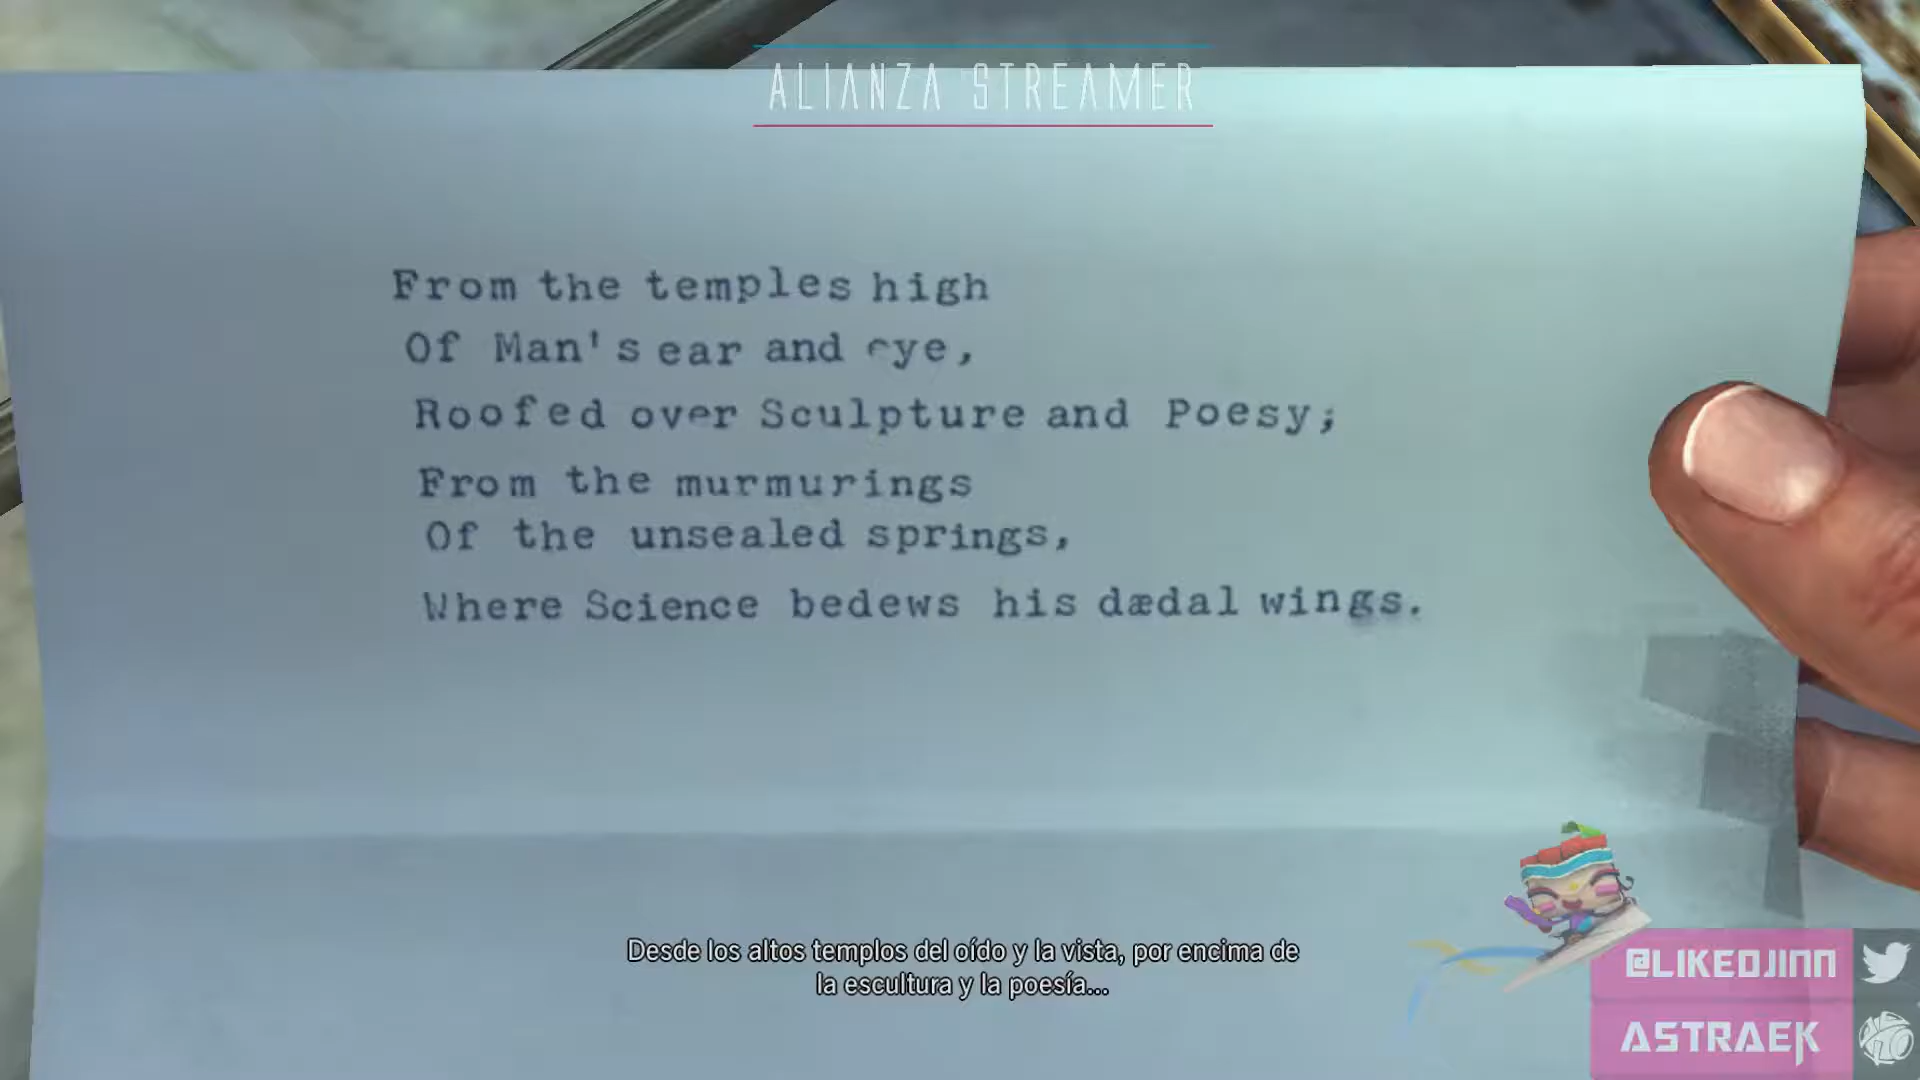 ALIANZA STREAMER
From the temples high
Of Man's ear and eye,
Roofed over Sculpture and Poesy;
From the murmurings
Of the unsealed springs,
Where Science bedews his dædal wings.
Desde los altos templos del oído y la vista, por encima de
la escultura y la poesía...
@LIKEDJINN
ASTRAEK